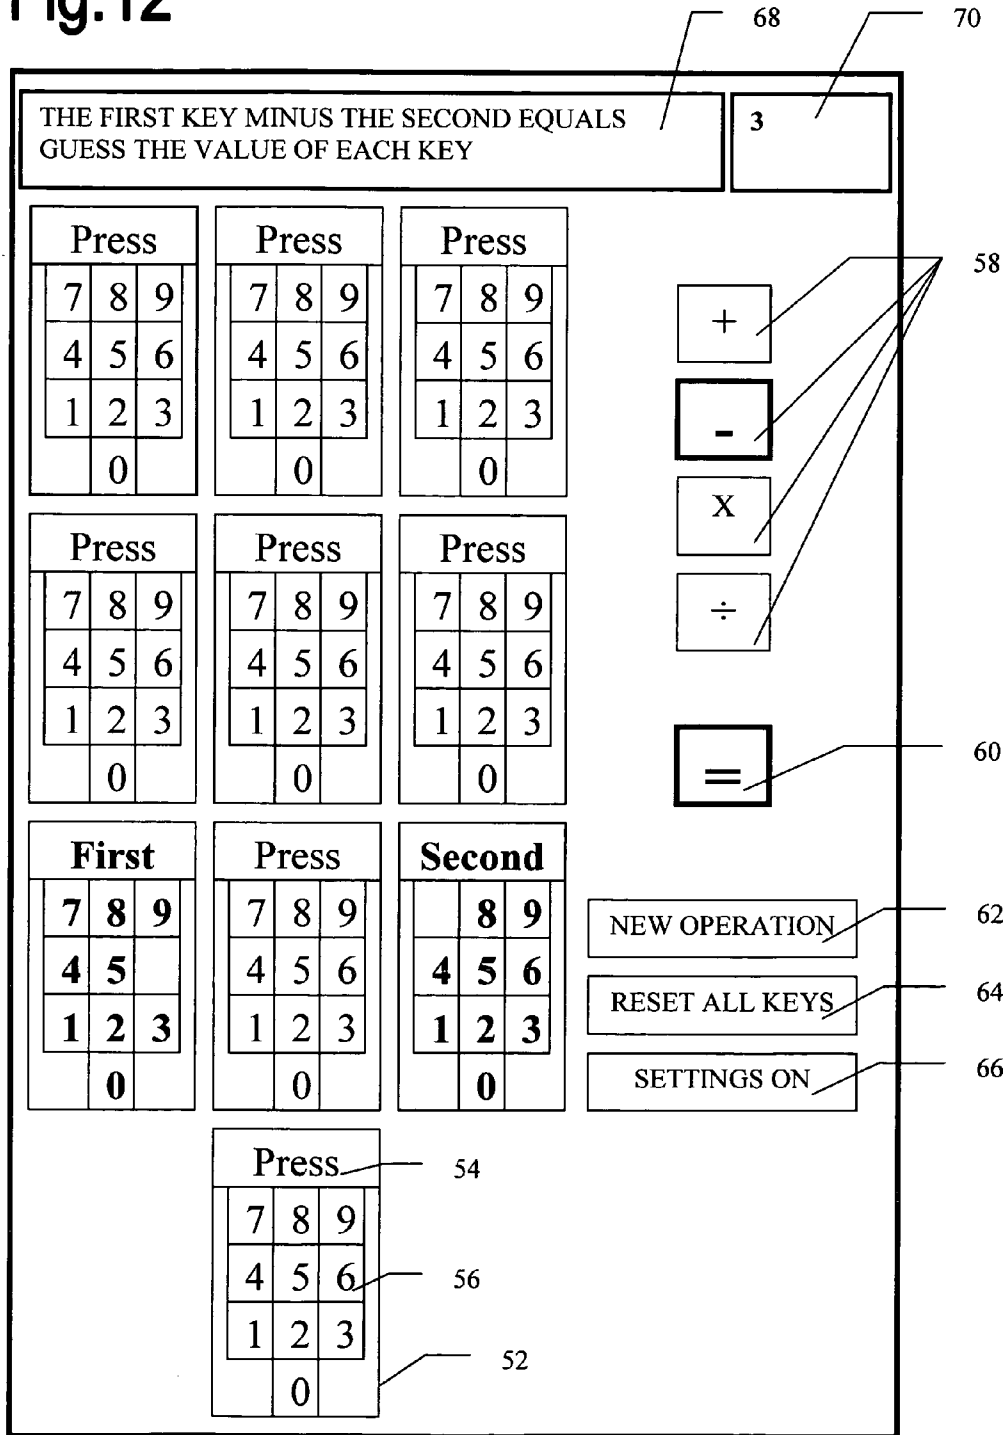 Fig. 12
68 70
THE FIRST KEY MINUS THE SECOND EQUALS 3
GUESS THE VALUE OF EACH KEY
Press Press Press
58
7 8 9 7 8 9 7 8 9
+
4 5 6 4 5 6 4 5 6
1 2 3 1 2 3 1 2 3
-
0 0 0
X
Press Press Press
7 8 9 7 8 9 7 8 9
÷
4 5 6 4 5 6 4 5 6
1 2 3 1 2 3 1 2 3
60
0 0 0
=
First Press Second
7 8 9 7 8 9 8 9
NEW OPERATION 62
4 5 4 5 6 4 5 6
RESET ALL KEYS 64
1 2 3 1 2 3 1 2 3
0 0 0
SETTINGS ON 66
Press 54
7 8 9
4 5 6 56
1 2 3
52
0